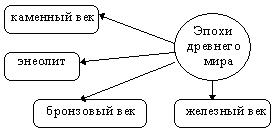 каменный век
Эпохи
древнего
мира
энеолит
бронзовый век
железный век